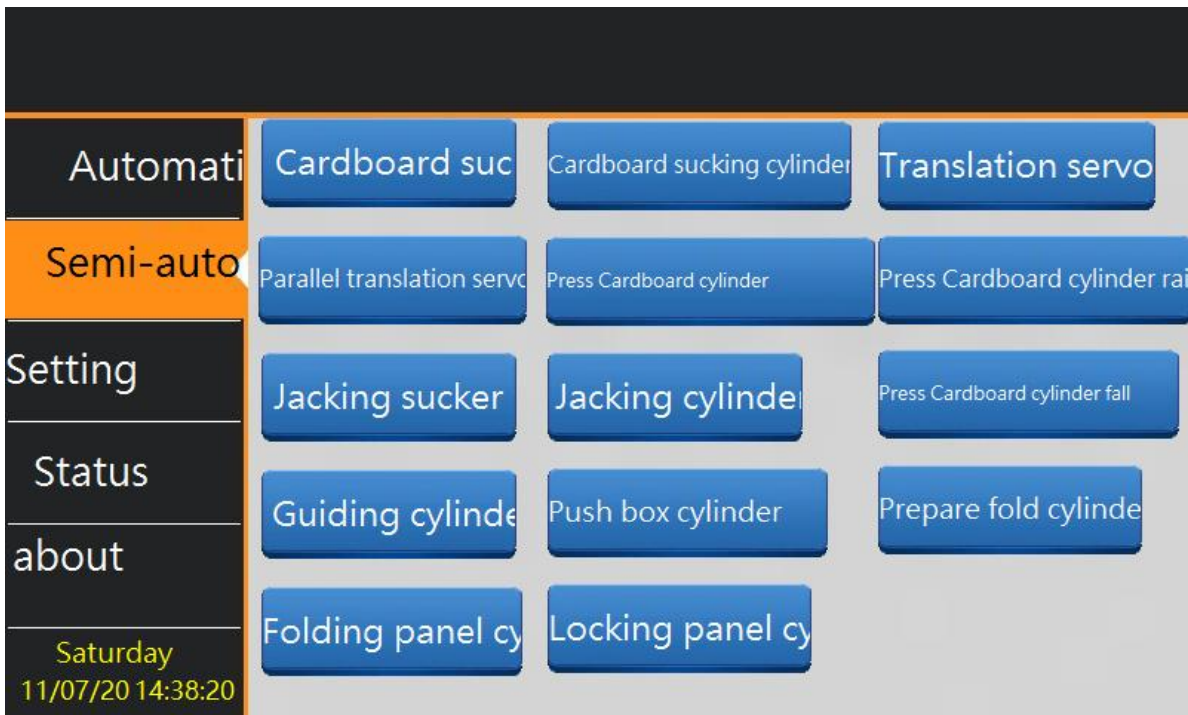 Automati
Semi-auto
Setting
Status
about
Saturday
11/07/20 14:38:20
Cardboard suc
Cardboard sucking cylinder
Translation servo
Parallel translation servo
Press Cardboard cylinder
Press Cardboard cylinder rai
Jacking sucker
Jacking cylinder
Press Cardboard cylinder fall
Guiding cylinde
Push box cylinder
Prepare fold cylinde
Folding panel cy
Locking panel cy